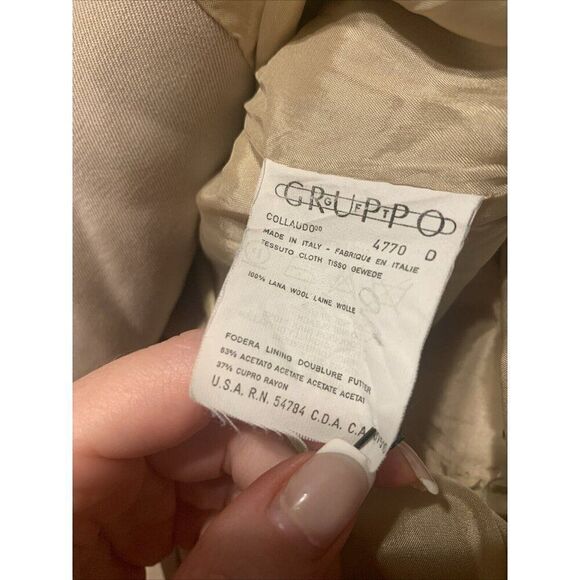 GRUPPO
GFT
COLLAUDO°° 4770 D
MADE IN ITALY - FABRIQUÉ EN ITALIE
TESSUTO CLOTH TISSO GEWEDE
100% LANA WOOL LAINE WOLLE
FODERA LINING DOUBLURE FUTTER
63% ACETATO ACETATE ACETATE ACETAT
37% CUPRO RAYON
U.S.A. R.N. 54784 C.D.A. C.A.